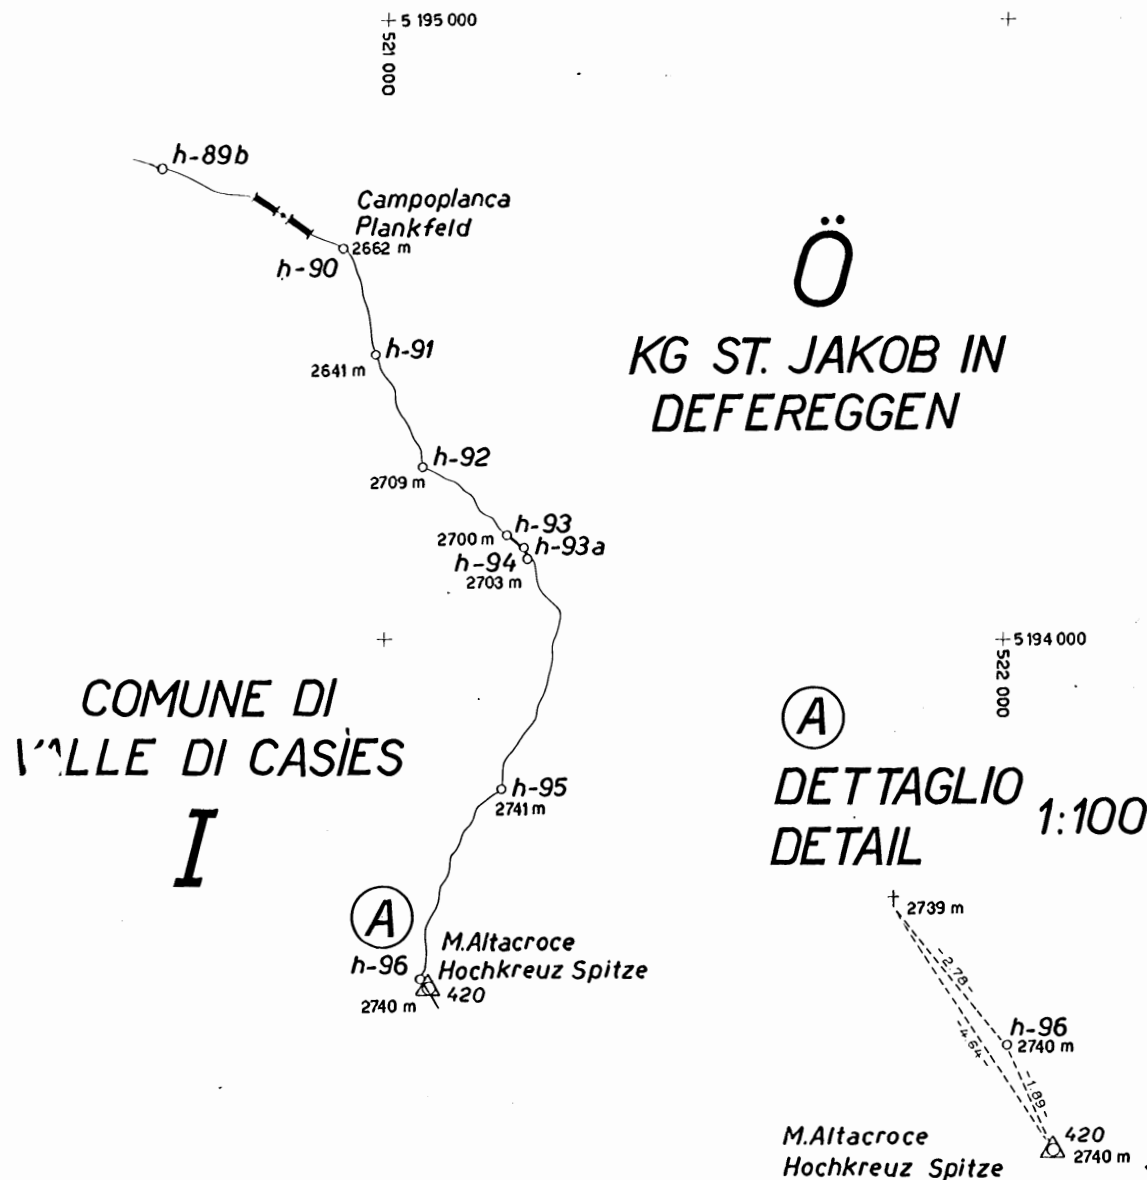 5 195 000
521 000
h-89b
Campoplanca
Plankfeld
2662 m
h-90
Ö
KG ST. JAKOB IN
DEFEREGGEN
h-91
2641 m
h-92
2709 m
h-93
2700 m
h-93a
h-94
2703 m
5 194 000
522 000
COMUNE DI
VALLE DI CASÌES
I
A
DETTAGLIO
DETAIL
1:100
h-95
2741 m
A
M.Altacroce
Hochkreuz Spitze
h-96
2740 m
420
2739 m
-2.78-
-4.64-
h-96
2740 m
-1.89-
M.Altacroce
Hochkreuz Spitze
420
2740 m